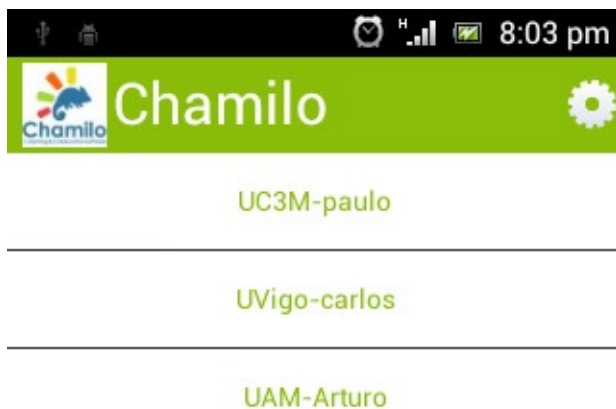 H 8:03 pm
Chamilo
Chamilo
UC3M-paulo
UVigo-carlos
UAM-Arturo